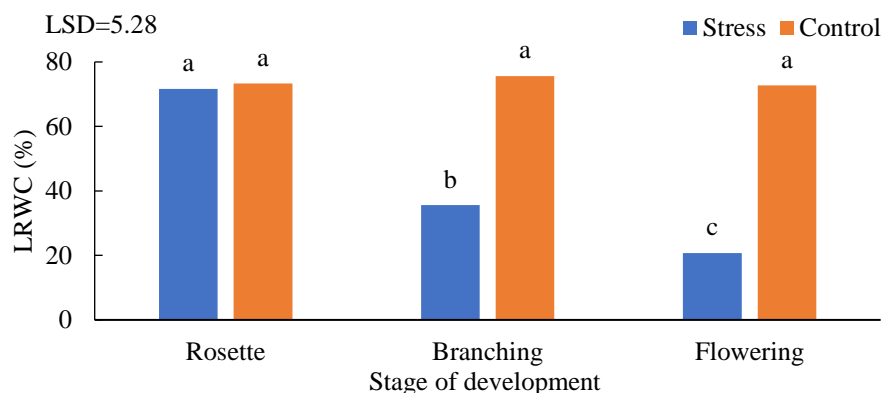 LSD=5.28
Stress Control
80
60
40
20
0
LRWC (%)
a a
b a
c a
Rosette Branching Flowering
Stage of development